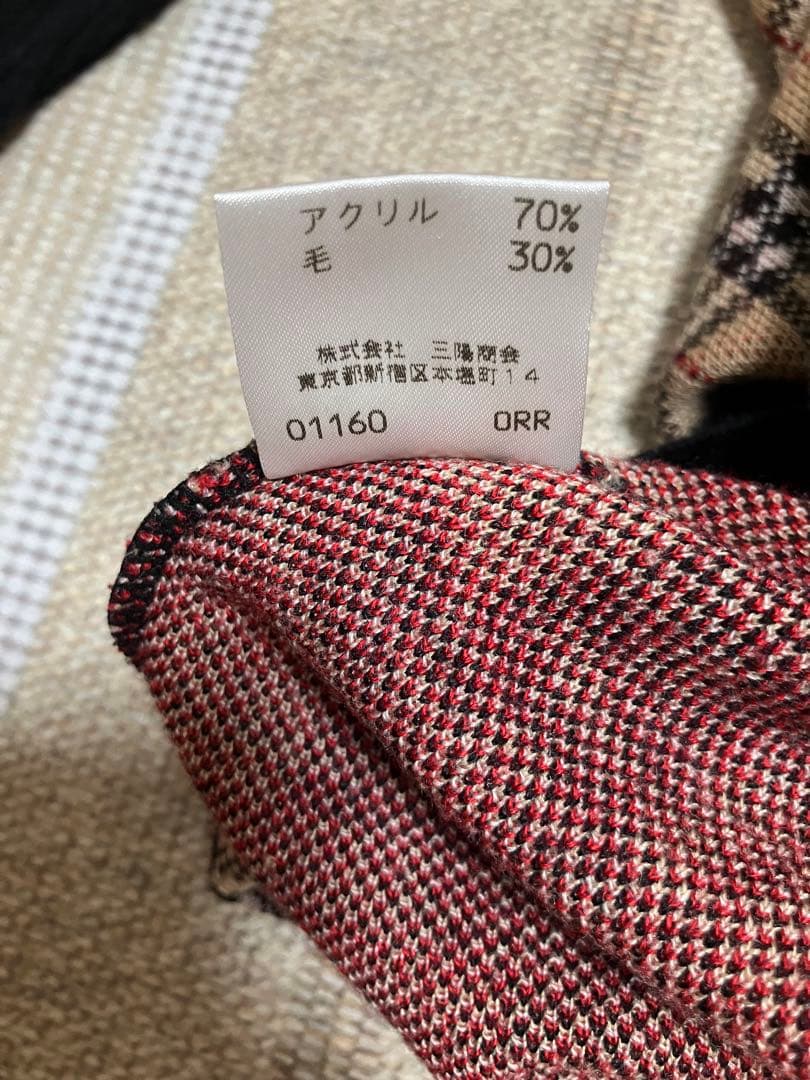 アクリル 70%
毛 30%
株式会社 三陽商会
東京都新宿区本塩町14
01160 ORR